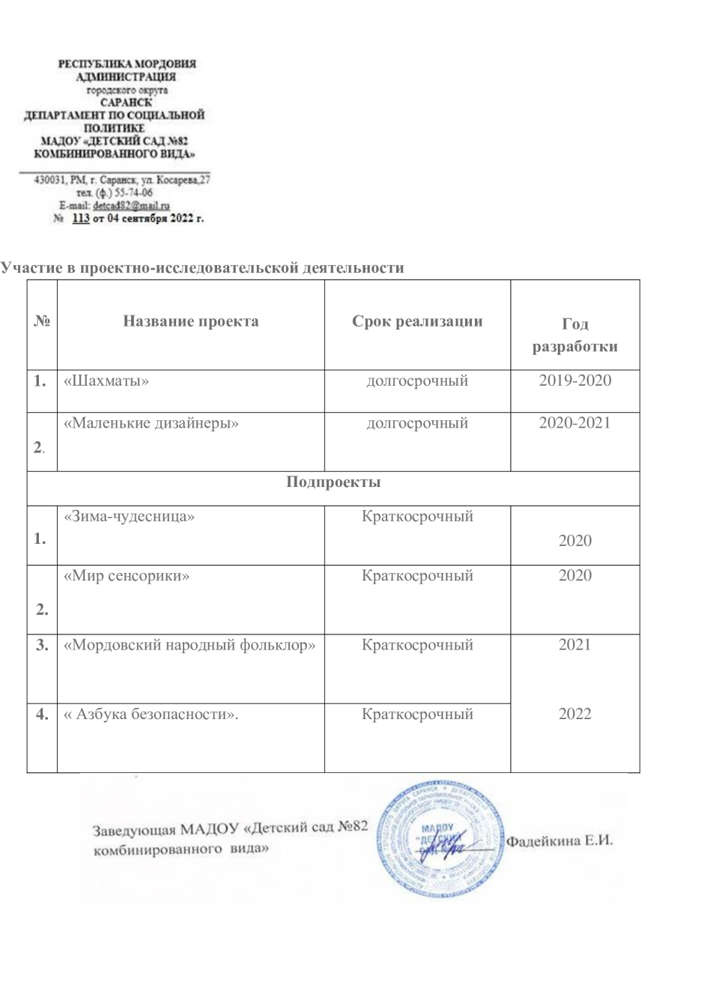 РЕСПУБЛИКА МОРДОВИЯ
АДМИНИСТРАЦИЯ
городского округа
САРАНСК
ДЕПАРТАМЕНТ ПО СОЦИАЛЬНОЙ
ПОЛИТИКЕ
МАДОУ «ДЕТСКИЙ САД №82
КОМБИНИРОВАННОГО ВИДА»
430031, РМ, г. Саранск, ул. Косарева,27
тел. (ф.) 55-74-06
E-mail: detcad82@mail.ru
№ 113 от 04 сентября 2022 г.
Участие в проектно-исследовательской деятельности
№ Название проекта Срок реализации Год
разработки
1. «Шахматы» долгосрочный 2019-2020
«Маленькие дизайнеры» долгосрочный 2020-2021
2.
Подпроекты
«Зима-чудесница» Краткосрочный
1. 2020
«Мир сенсорики» Краткосрочный 2020
2.
3. «Мордовский народный фольклор» Краткосрочный 2021
4. « Азбука безопасности». Краткосрочный 2022
Заведующая МАДОУ «Детский сад №82
комбинированного вида»
МАДОУ
"ДЕТСКИЙ
Фадейкина Е.И.